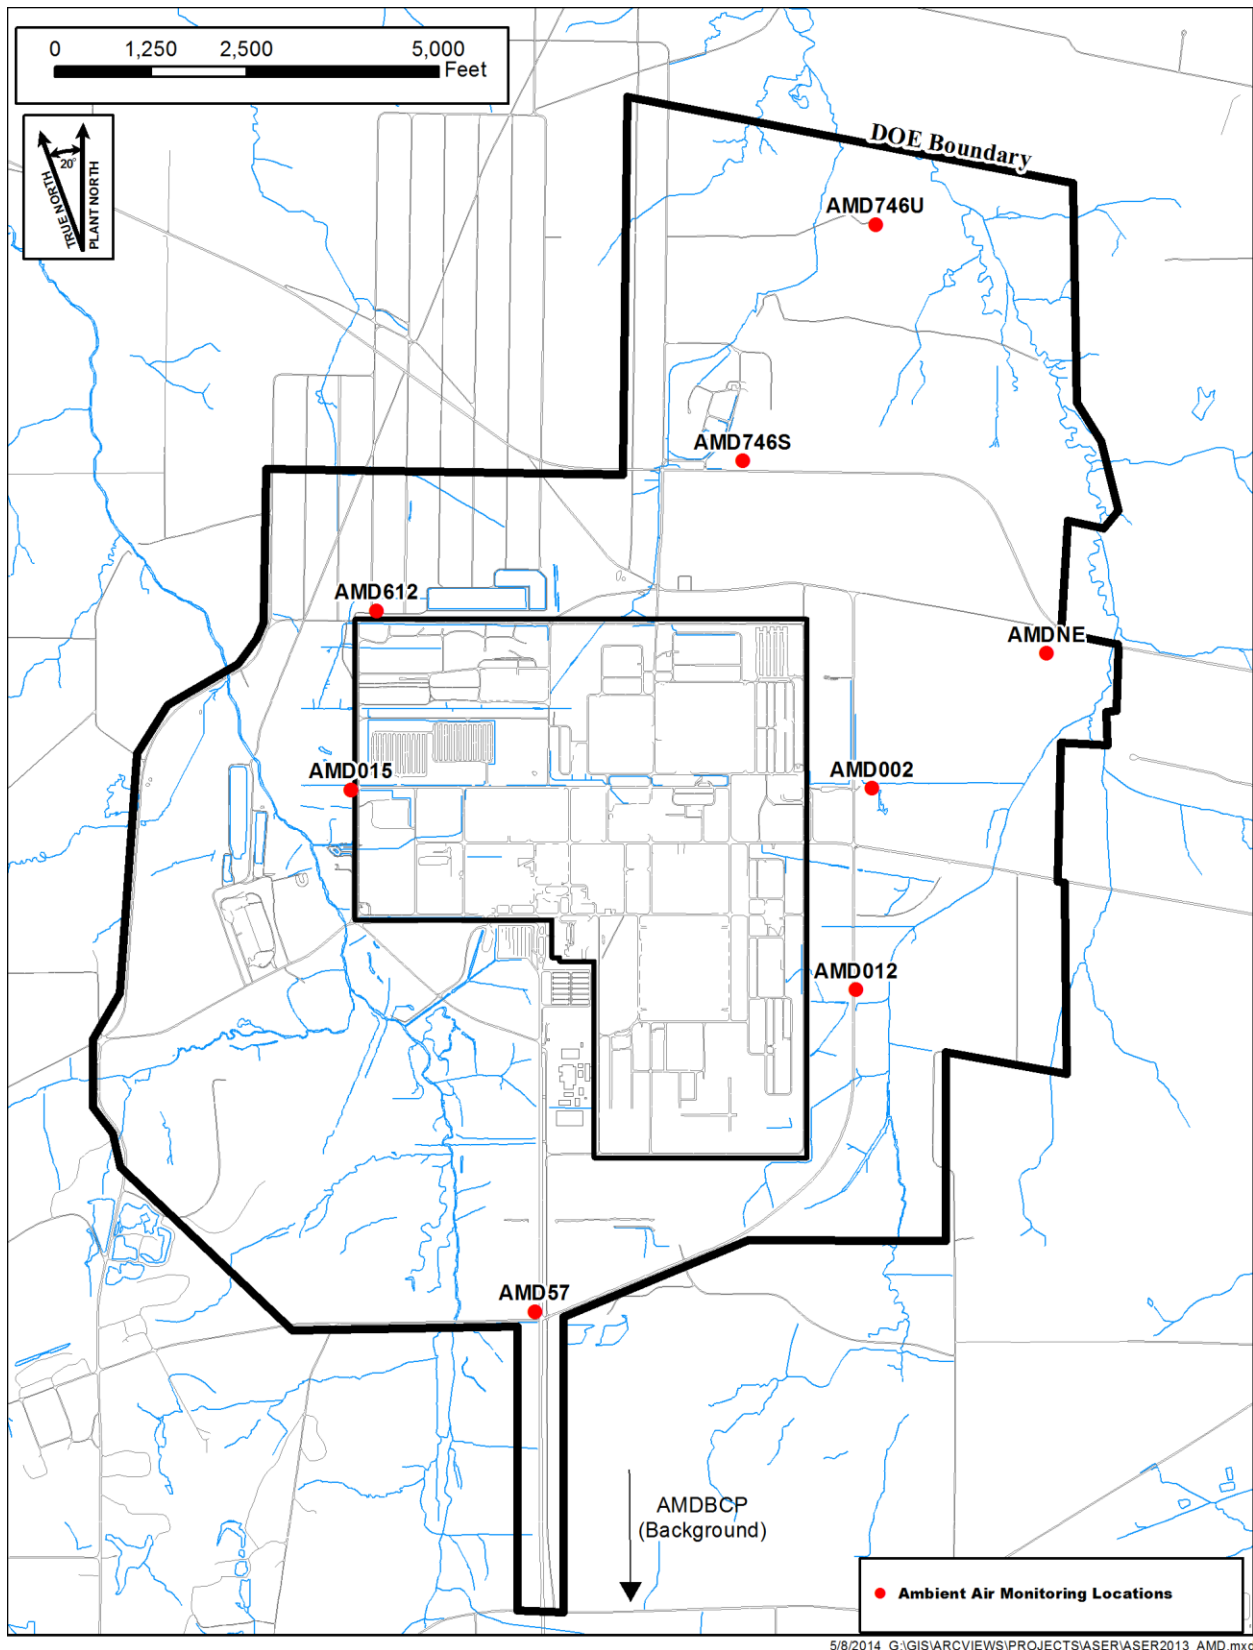 0 1,250 2,500 5,000
Feet
20°
TRUE NORTH
PLANT NORTH
DOE Boundary
AMD746U
AMD746S
AMD612
AMDNE
AMD015
AMD002
AMD012
AMD57
AMDBCP
(Background)
Ambient Air Monitoring Locations
5/8/2014 G:\GIS\ARCVIEWS\PROJECTS\ASER\ASER2013_AMD.mxd